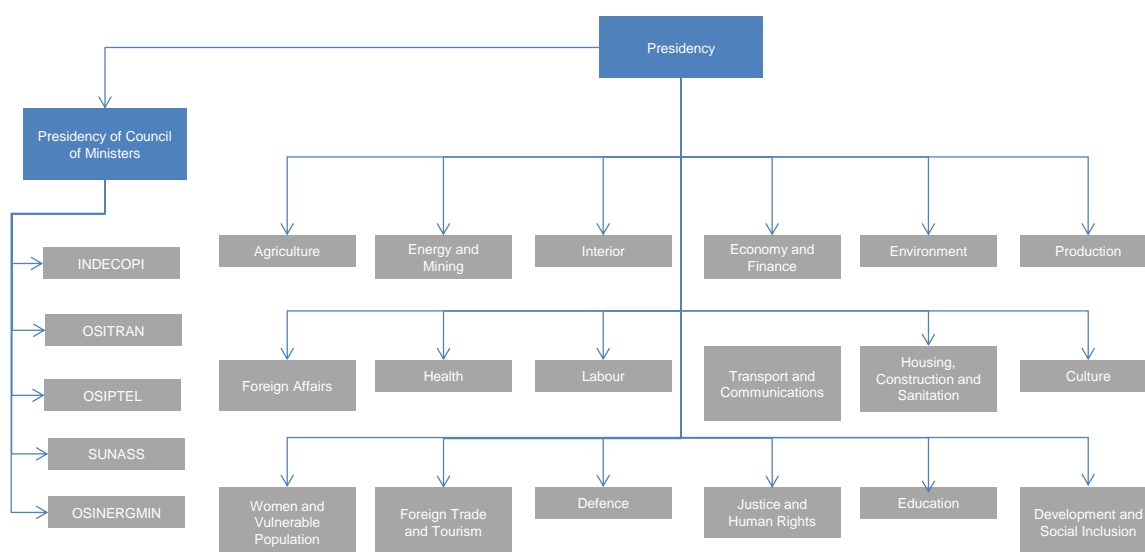 Presidency
Presidency of Council
of Ministers
INDECOPI
OSITRAN
OSIPTEL
SUNASS
OSINERGMIN
Agriculture
Energy and
Mining
Interior
Economy and
Finance
Environment
Production
Foreign Affairs
Health
Labour
Transport and
Communications
Housing,
Construction and
Sanitation
Culture
Women and
Vulnerable
Population
Foreign Trade
and Tourism
Defence
Justice and
Human Rights
Education
Development and
Social Inclusion